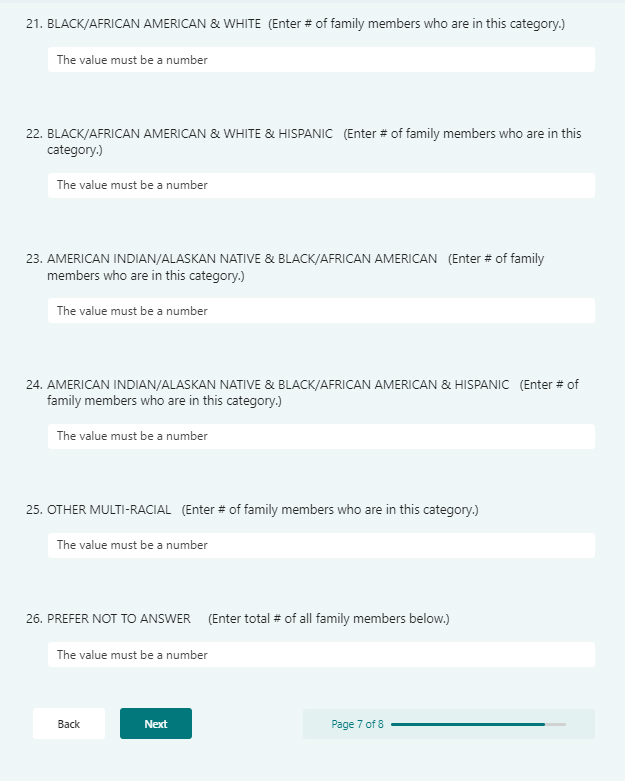 21. BLACK/AFRICAN AMERICAN & WHITE (Enter # of family members who are in this category.)
The value must be a number
22. BLACK/AFRICAN AMERICAN & WHITE & HISPANIC (Enter # of family members who are in this
category.)
The value must be a number
23. AMERICAN INDIAN/ALASKAN NATIVE & BLACK/AFRICAN AMERICAN (Enter # of family
members who are in this category.)
The value must be a number
24. AMERICAN INDIAN/ALASKAN NATIVE & BLACK/AFRICAN AMERICAN & HISPANIC (Enter # of
family members who are in this category.)
The value must be a number
25. OTHER MULTI-RACIAL (Enter # of family members who are in this category.)
The value must be a number
26. PREFER NOT TO ANSWER (Enter total # of all family members below.)
The value must be a number
Back Next Page 7 of 8